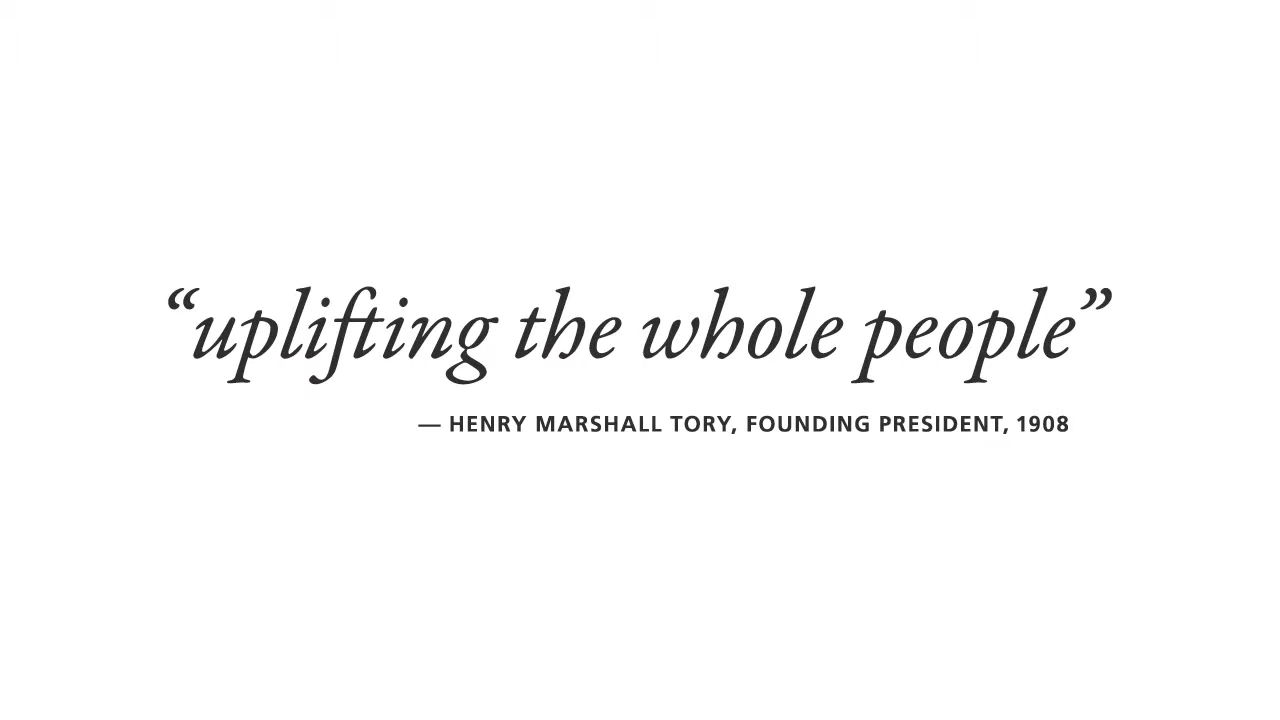 “uplifting the whole people”
— HENRY MARSHALL TORY, FOUNDING PRESIDENT, 1908